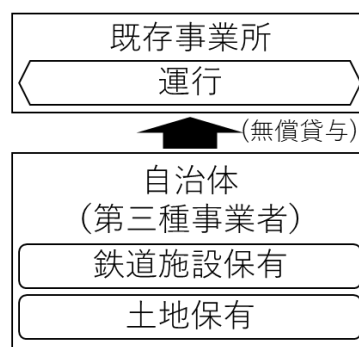 既存事業所
運行
(無償貸与)
自治体
(第三種事業者)
鉄道施設保有
土地保有